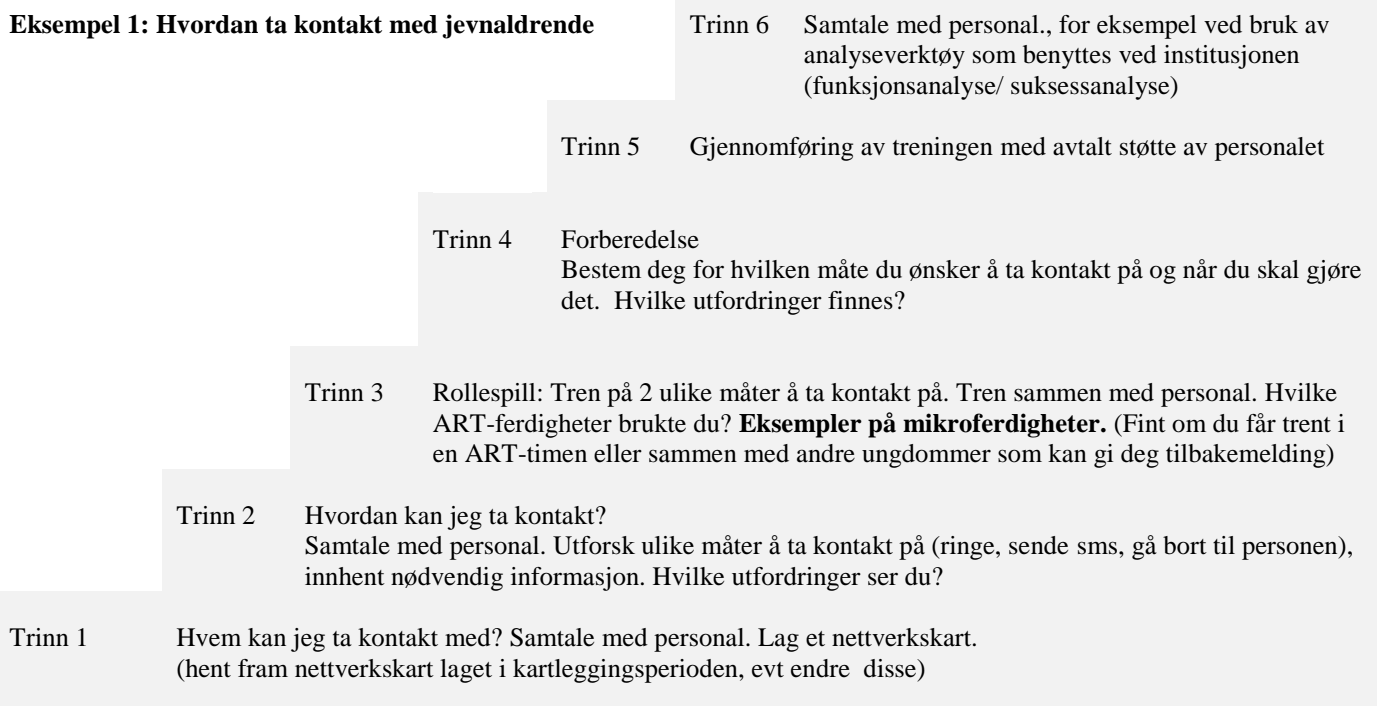 Eksempel 1: Hvordan ta kontakt med jevnaldrende
Trinn 6 Samtale med personal., for eksempel ved bruk av
analyseverktøy som benyttes ved institusjonen
(funksjonsanalyse/ suksessanalyse)
Trinn 5 Gjennomføring av treningen med avtalt støtte av personalet
Trinn 4 Forberedelse
Bestem deg for hvilken måte du ønsker å ta kontakt på og når du skal gjøre
det. Hvilke utfordringer finnes?
Trinn 3 Rollespill: Tren på 2 ulike måter å ta kontakt på. Tren sammen med personal. Hvilke
ART-ferdigheter brukte du? Eksempler på mikroferdigheter. (Fint om du får trent i
en ART-timen eller sammen med andre ungdommer som kan gi deg tilbakemelding)
Trinn 2 Hvordan kan jeg ta kontakt?
Samtale med personal. Utforsk ulike måter å ta kontakt på (ringe, sende sms, gå bort til personen),
innhent nødvendig informasjon. Hvilke utfordringer ser du?
Trinn 1 Hvem kan jeg ta kontakt med? Samtale med personal. Lag et nettverkskart.
(hent fram nettverkskart laget i kartleggingsperioden, evt endre disse)